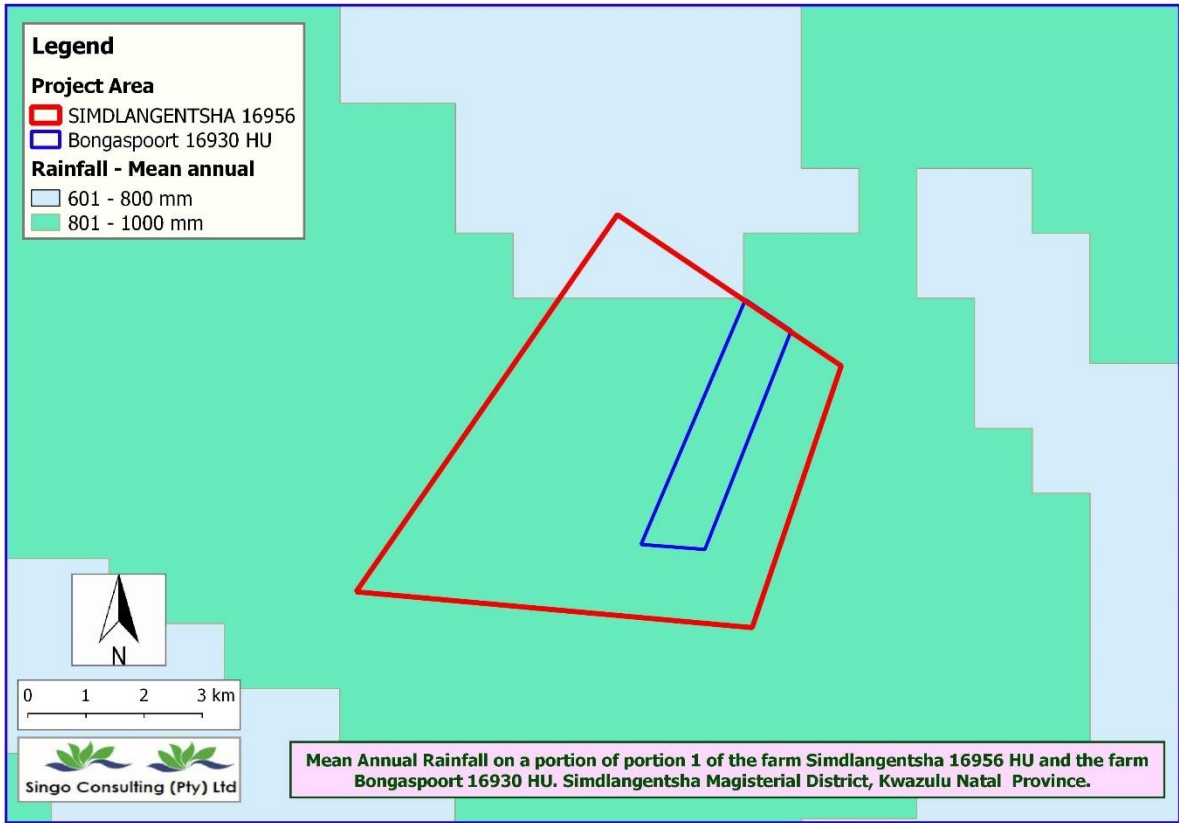 Legend
Project Area
SIMDLANGENTSHA 16956
Bongaspoort 16930 HU
Rainfall - Mean annual
601 - 800 mm
801 - 1000 mm
N
0 1 2 3 km
Singo Consulting (Pty) Ltd
Mean Annual Rainfall on a portion of portion 1 of the farm Simdlangentsha 16956 HU and the farm
Bongaspoort 16930 HU. Simdlangentsha Magisterial District, Kwazulu Natal Province.